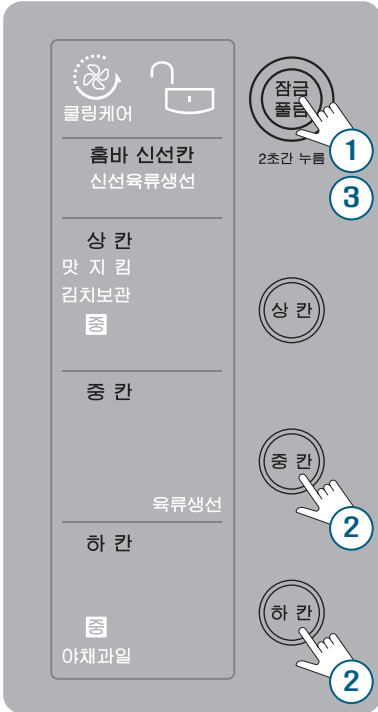 쿨링케어
홈바 신선칸
신선육류생선
상 칸
맛 지 킴
김치보관
중
중 칸
육류생선
하 칸
중
야채과일
잠금
풀림
2초간 누름
1
3
상 칸
중 칸
2
하 칸
2